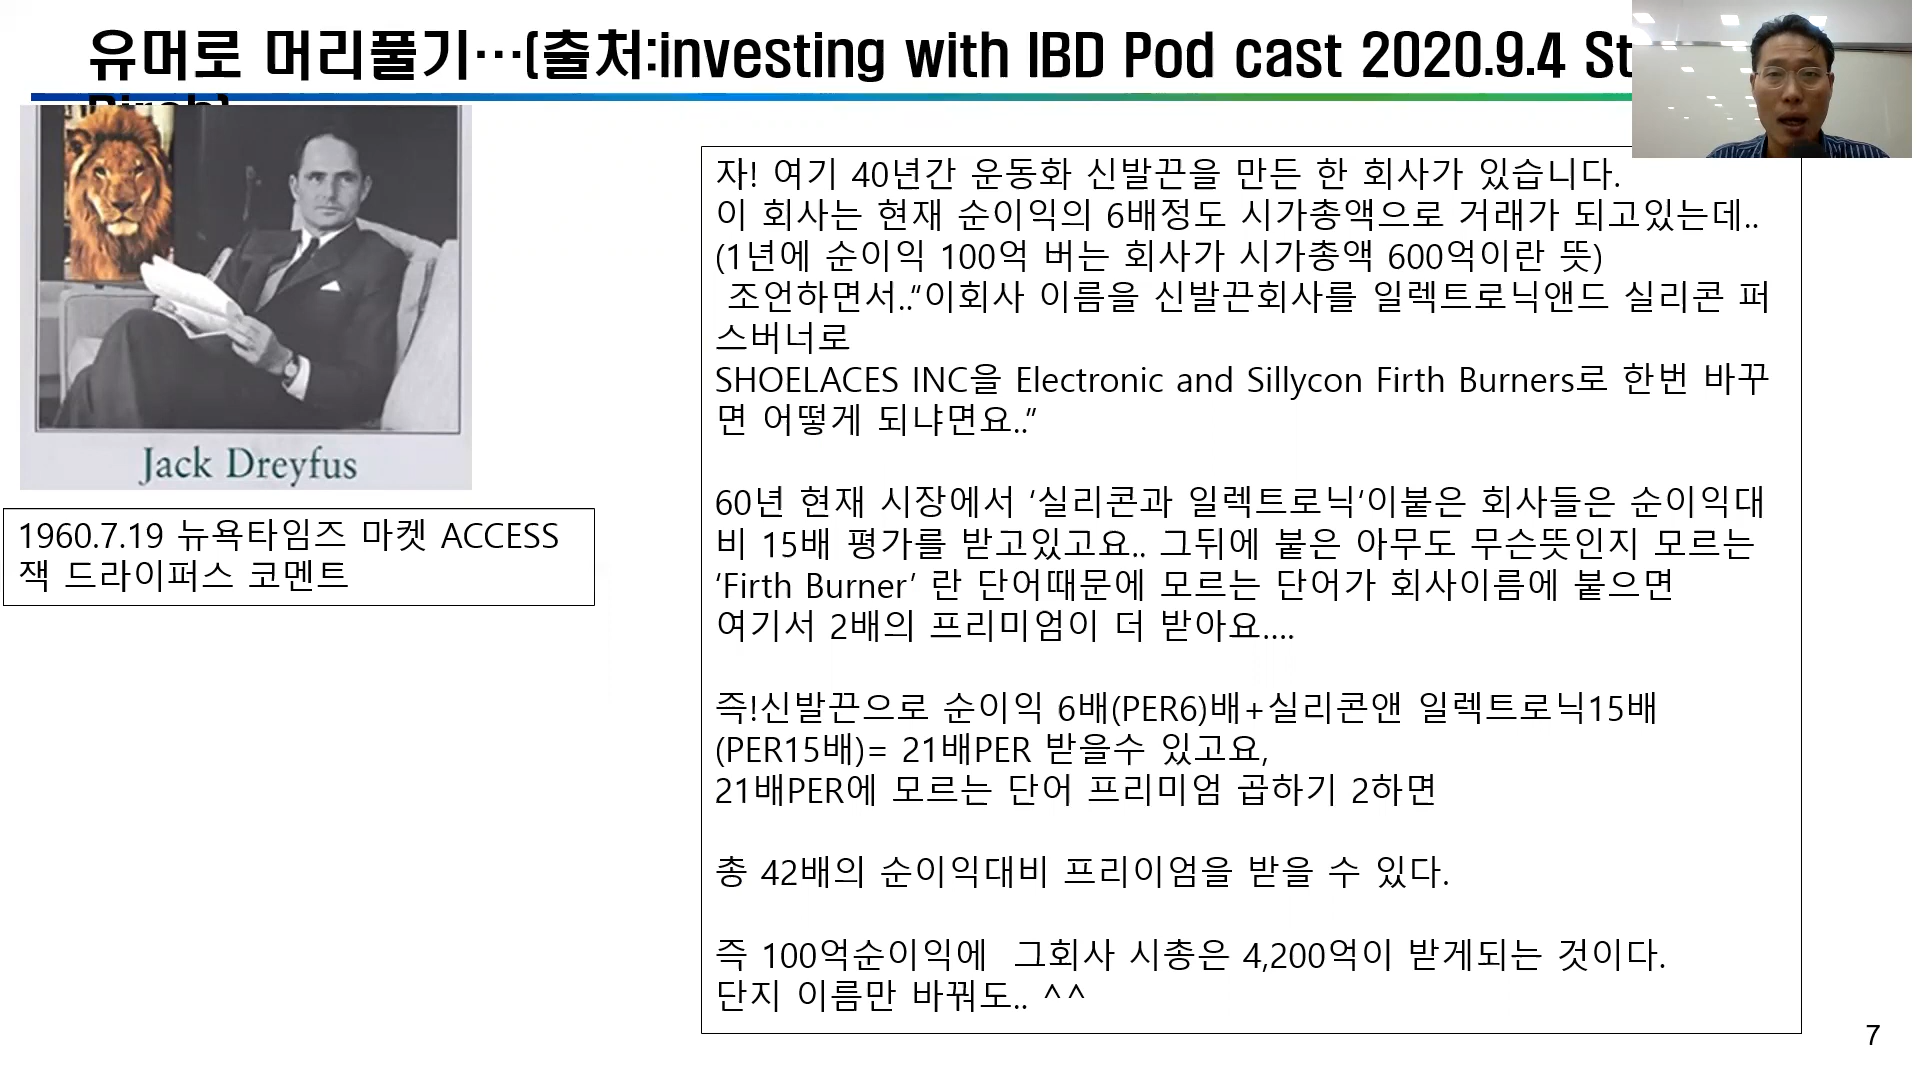 유머로 머리풀기…(출처:investing with IBD Pod cast 2020.9.4
Jack Dreyfus
1960.7.19 뉴욕타임즈 마켓 ACCESS
잭 드라이퍼스 코멘트
자! 여기 40년간 운동화 신발끈을 만든 한 회사가 있습니다.
이 회사는 현재 순이익의 6배정도 시가총액으로 거래가 되고있는데..
(1년에 순이익 100억 버는 회사가 시가총액 600억이란 뜻)
조언하면서..“이회사 이름을 신발끈회사를 일렉트로닉앤드 실리콘 퍼
스버너로
SHOELACES INC을 Electronic and Sillycon Firth Burners로 한번 바꾸
면 어떻게 되냐면요..”
60년 현재 시장에서 ‘실리콘과 일렉트로닉’이붙은 회사들은 순이익대
비 15배 평가를 받고있고요.. 그뒤에 붙은 아무도 무슨뜻인지 모르는
‘Firth Burner’ 란 단어때문에 모르는 단어가 회사이름에 붙으면
여기서 2배의 프리미엄이 더 받아요....
즉!신발끈으로 순이익 6배(PER6)배+실리콘앤 일렉트로닉15배
(PER15배)= 21배PER 받을수 있고요,
21배PER에 모르는 단어 프리미엄 곱하기 2하면
총 42배의 순이익대비 프리이엄을 받을 수 있다.
즉 100억순이익에 그회사 시총은 4,200억이 받게되는 것이다.
단지 이름만 바꿔도.. ^^
7